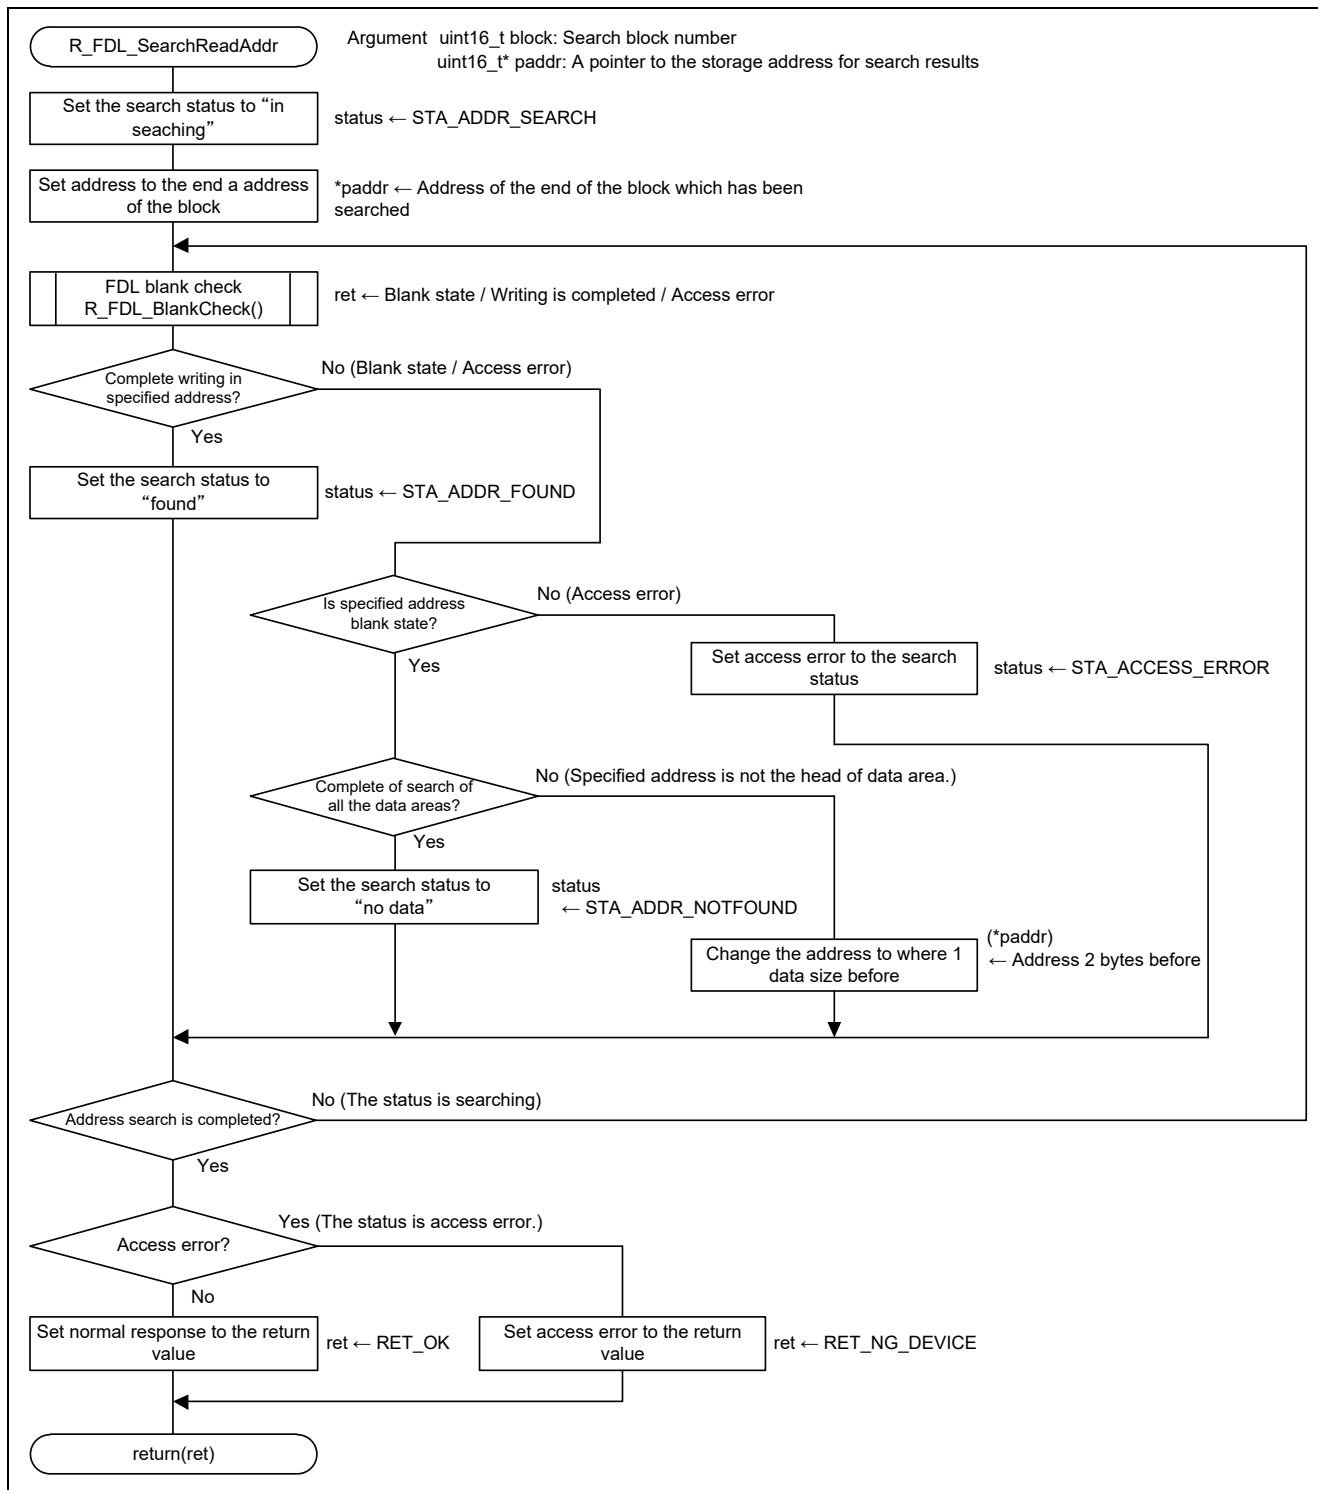 R_FDL_SearchReadAddr
Argument uint16_t block: Search block number
uint16_t* paddr: A pointer to the storage address for search results
Set the search status to “in
seaching”
status ← STA_ADDR_SEARCH
Set address to the end a address
of the block
*paddr ← Address of the end of the block which has been
searched
FDL blank check
R_FDL_BlankCheck()
ret ← Blank state / Writing is completed / Access error
No (Blank state / Access error)
Complete writing in
specified address?
Yes
Set the search status to
“found”
status ← STA_ADDR_FOUND
Is specified address
blank state?
No (Access error)
Yes
Set access error to the search
status
status ← STA_ACCESS_ERROR
Complete of search of
all the data areas?
No (Specified address is not the head of data area.)
Yes
Set the search status to
“no data”
status
← STA_ADDR_NOTFOUND
Change the address to where 1
data size before
(*paddr)
← Address 2 bytes before
Address search is completed?
No (The status is searching)
Yes
Access error?
Yes (The status is access error.)
No
Set normal response to the return
value
ret ← RET_OK
Set access error to the return
value
ret ← RET_NG_DEVICE
return(ret)